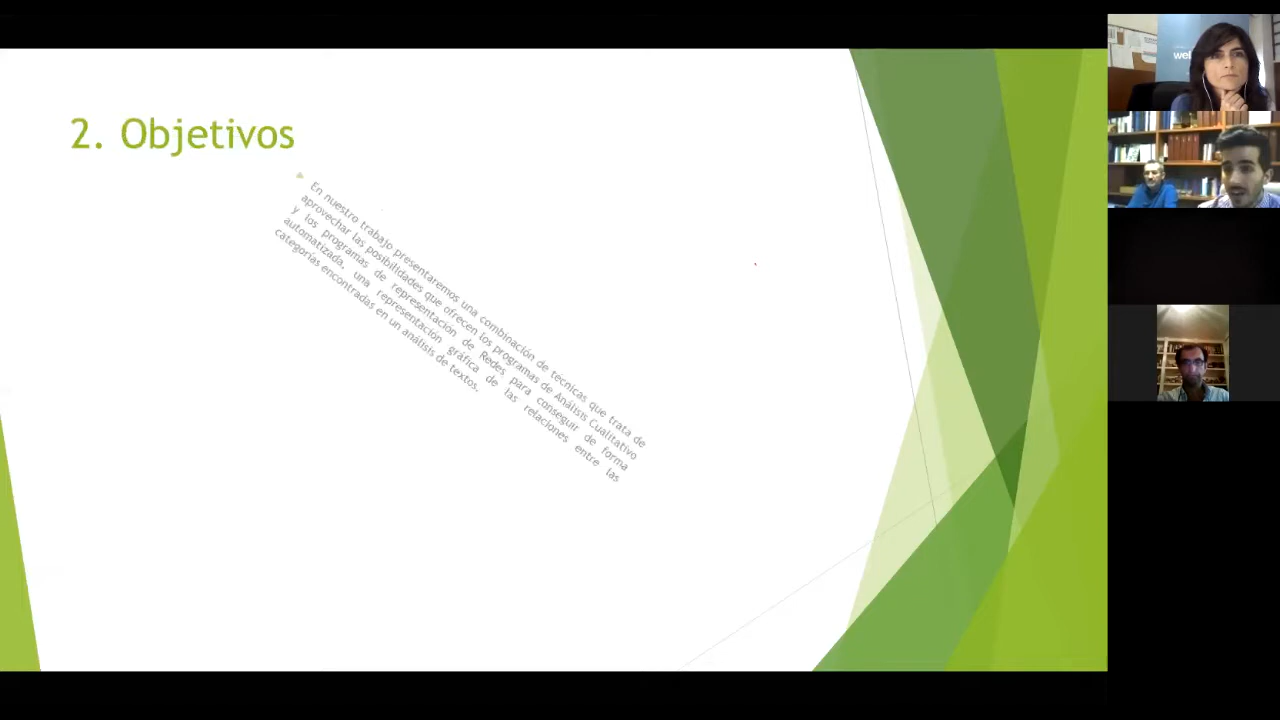 2. Objetivos
En nuestro trabajo presentaremos una combinación de técnicas que trata de
aprovechar las posibilidades que ofrecen los programas de Análisis Cualitativo
y los programas de representación de Redes para conseguir de forma
automatizada, una representación gráfica de las relaciones entre las
categorías encontradas en un análisis de textos.